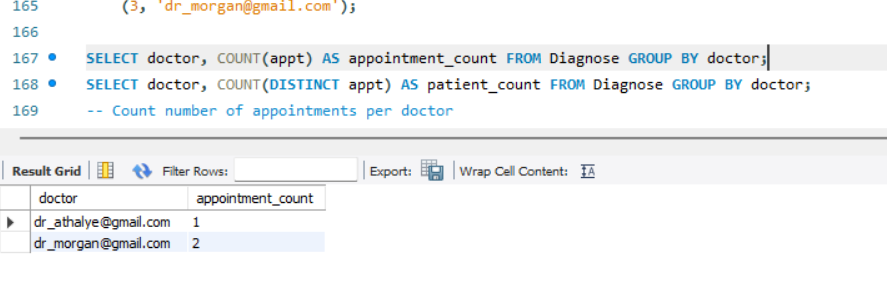 165 (3, 'dr_morgan@gmail.com');
166
167 SELECT doctor, COUNT(appt) AS appointment_count FROM Diagnose GROUP BY doctor;
168 SELECT doctor, COUNT(DISTINCT appt) AS patient_count FROM Diagnose GROUP BY doctor;
169 -- Count number of appointments per doctor
Result Grid Filter Rows: Export: Wrap Cell Content: IA
doctor appointment_count
dr_athalye@gmail.com 1
dr_morgan@gmail.com 2